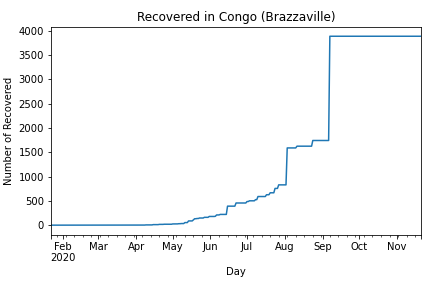 Recovered in Congo (Brazzaville)
Number of Recovered
4000
3500
3000
2500
2000
1500
1000
500
0
Feb Mar Apr May Jun Jul Aug Sep Oct Nov
2020
Day